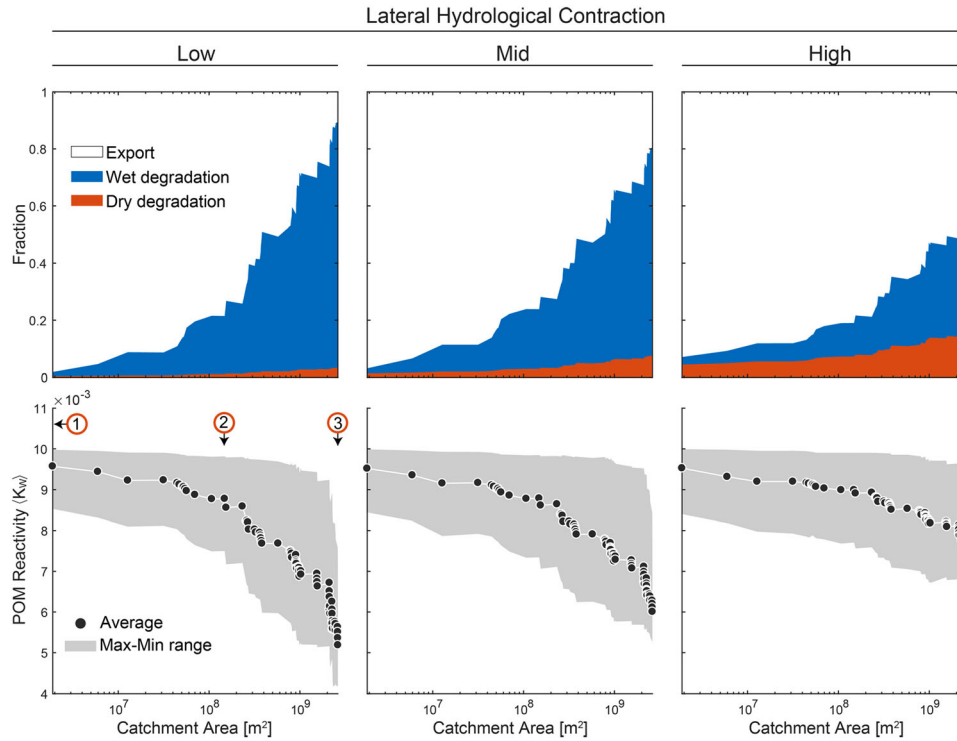 Lateral Hydrological Contraction
Low Mid High
1
0.8
0.6
0.4
0.2
0
Fraction
Export
Wet degradation
Dry degradation
×10⁻³
11
10
9
8
7
6
5
4
POM Reactivity ⟨K_W⟩
1 2 3
Average
Max-Min range
10⁷ 10⁸ 10⁹ 10⁷ 10⁸ 10⁹ 10⁷ 10⁸ 10⁹
Catchment Area [m²] Catchment Area [m²] Catchment Area [m²]